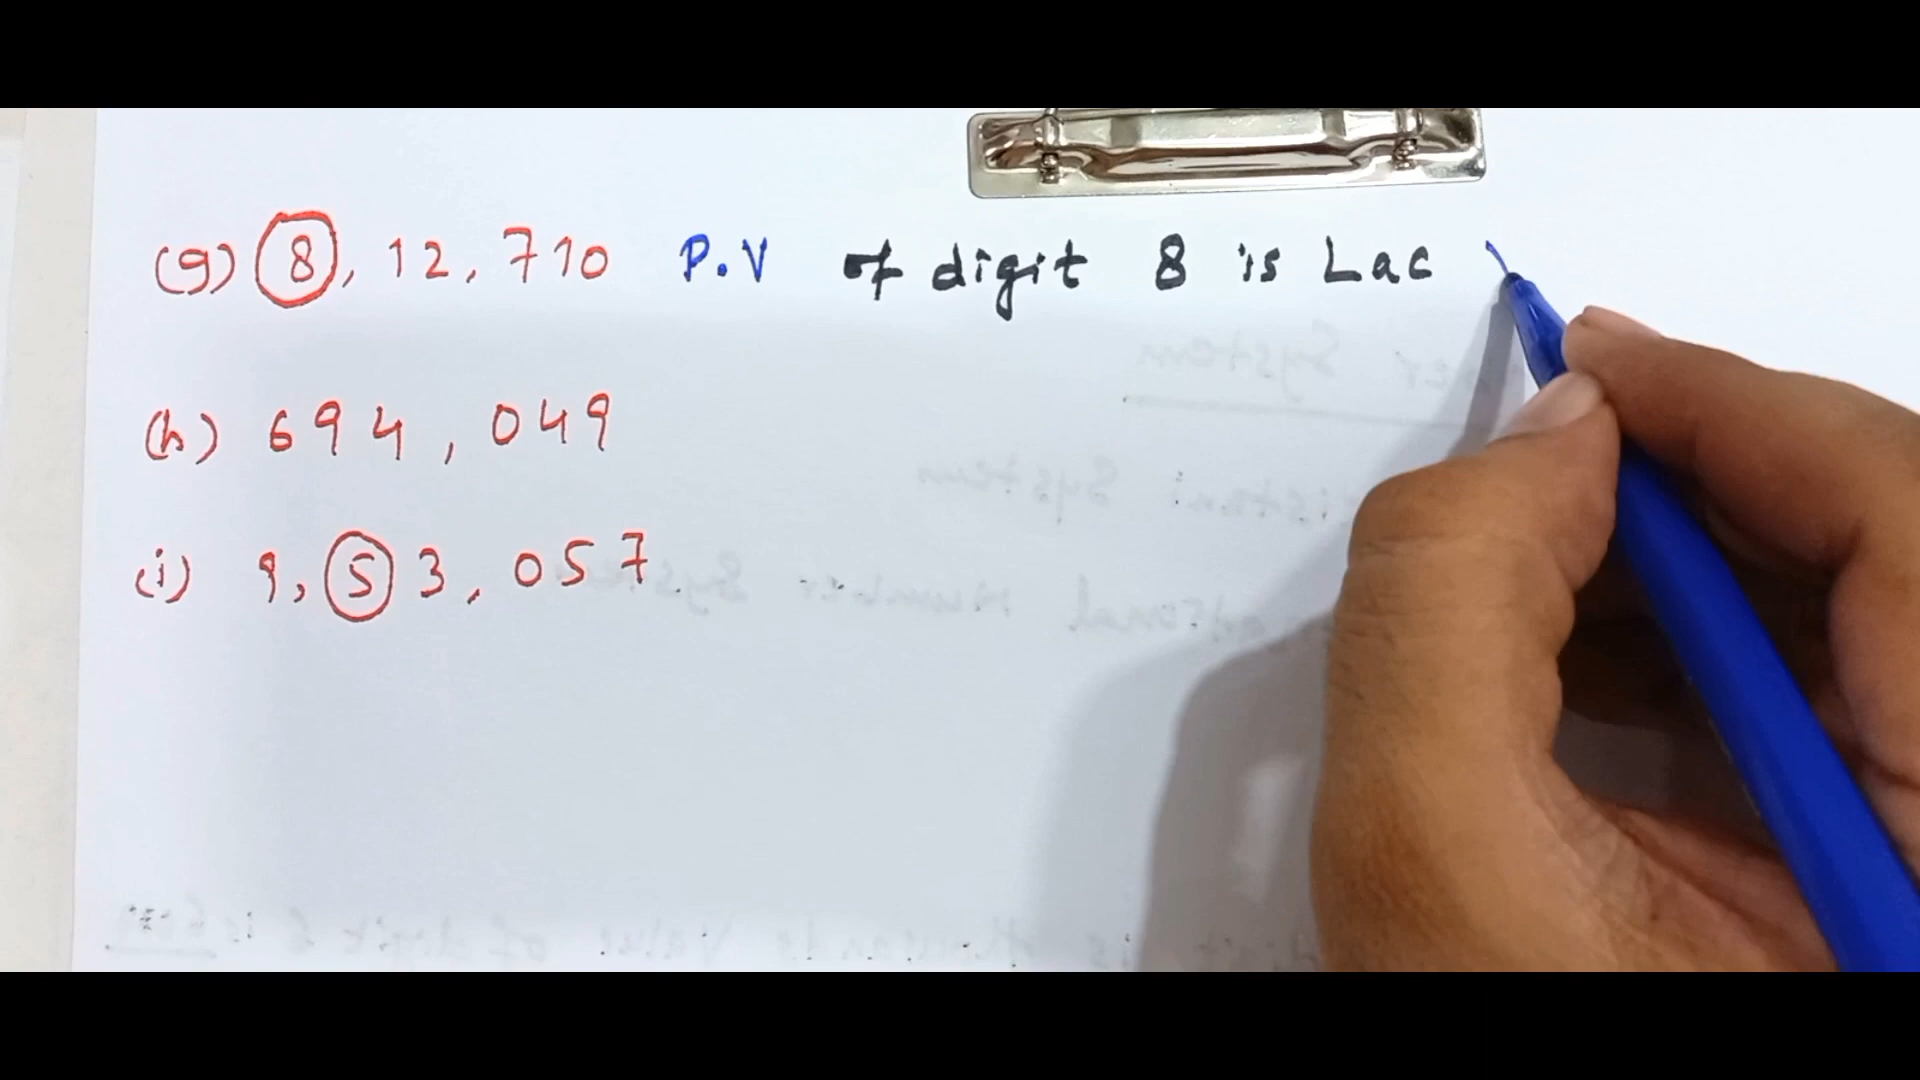 (g) 8, 12, 710 P.V of digit 8 is Lac
(h) 694, 049
(i) 9, 53, 057